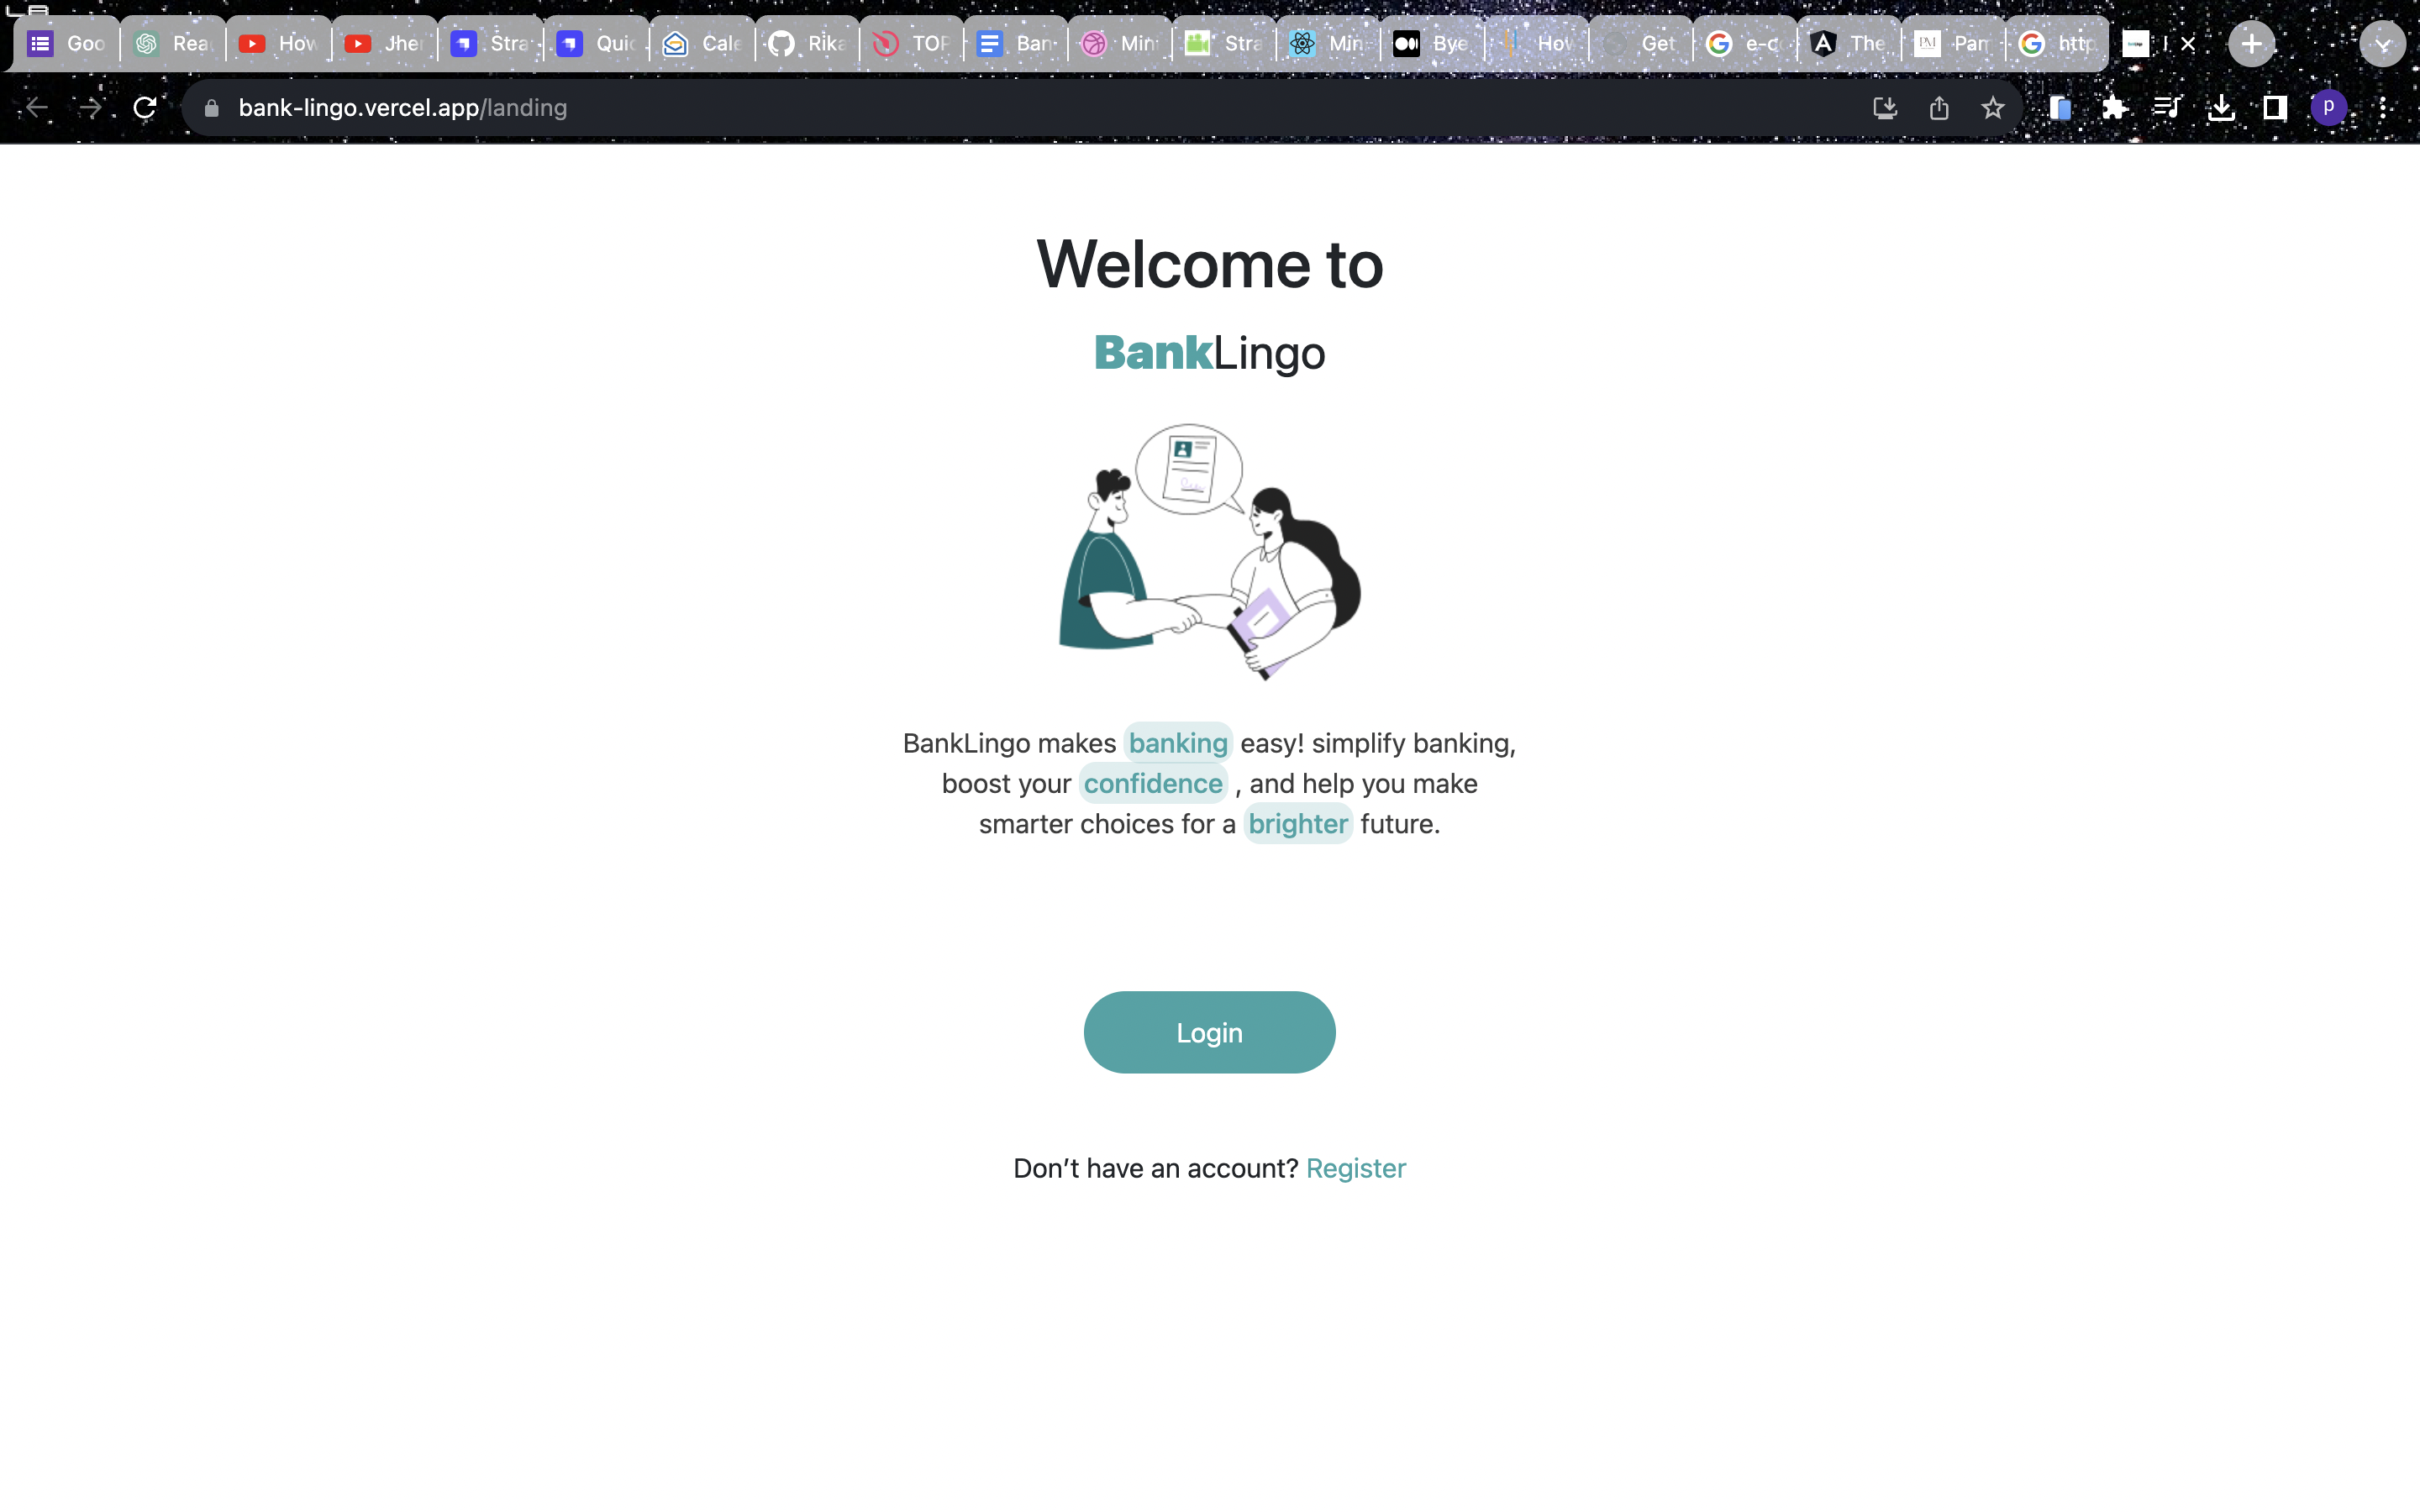 Goo
Rea
How
Jher
Stra
Quic
Cale
Rika
TOP
Ban
Min
Stra
Min
Bye
How
Get
e-c
The
Pan
http
bank-lingo.vercel.app/landing
P
Welcome to
BankLingo
BankLingo makes banking easy! simplify banking,
boost your confidence , and help you make
smarter choices for a brighter future.
Login
Don't have an account? Register